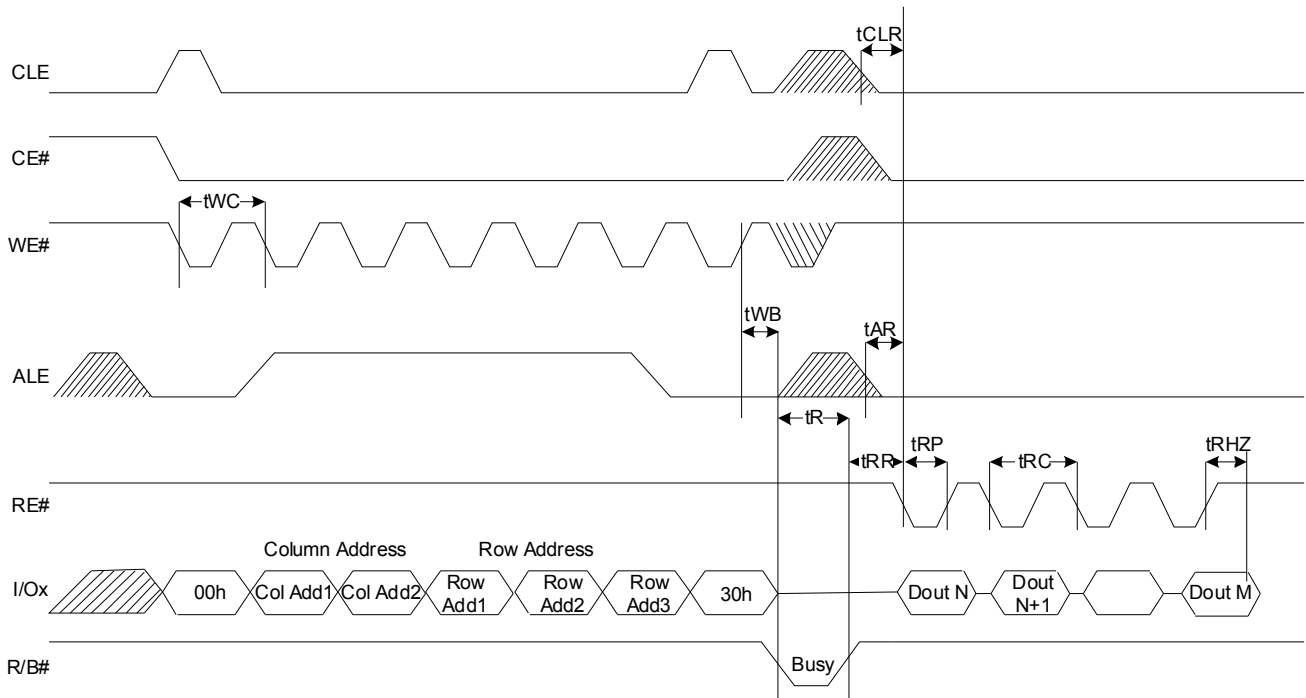 tCLR
CLE
CE#
tWC
WE#
tWB
tAR
ALE
tR
tRR
tRP
tRC
tRHZ
RE#
Column Address
Row Address
I/Ox
00h
Col Add1
Col Add2
Row
Add1
Row
Add2
Row
Add3
30h
Dout N
Dout
N+1
Dout M
R/B#
Busy